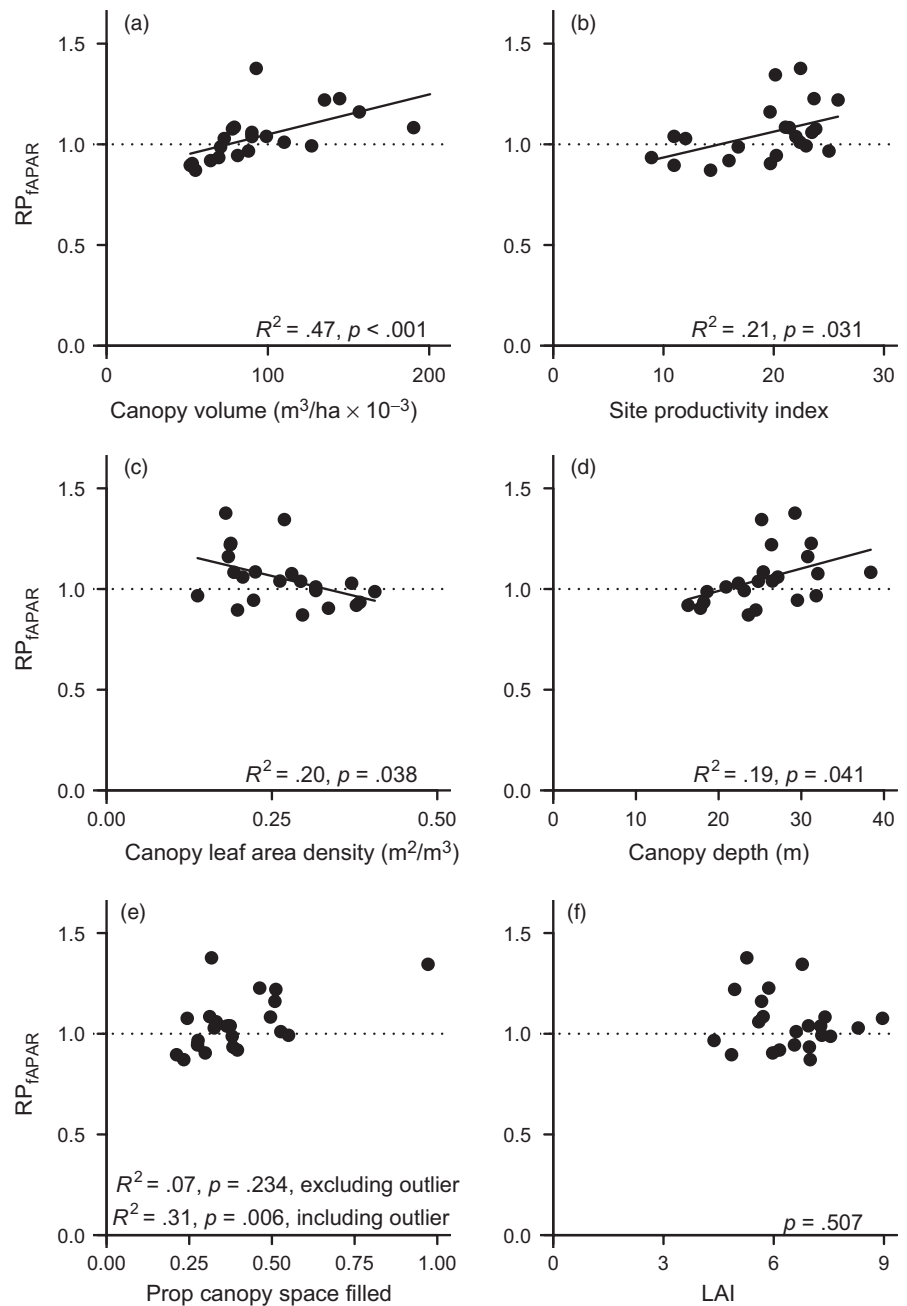 (a)
1.5
1.0
0.5
0.0
RP_fAPAR
R² = .47, p < .001
0 100 200
Canopy volume (m³/ha × 10⁻³)
(b)
1.5
1.0
0.5
0.0
R² = .21, p = .031
0 10 20 30
Site productivity index
(c)
1.5
1.0
0.5
0.0
RP_fAPAR
R² = .20, p = .038
0.00 0.25 0.50
Canopy leaf area density (m²/m³)
(d)
1.5
1.0
0.5
0.0
R² = .19, p = .041
0 10 20 30 40
Canopy depth (m)
(e)
1.5
1.0
0.5
0.0
RP_fAPAR
R² = .07, p = .234, excluding outlier
R² = .31, p = .006, including outlier
0.00 0.25 0.50 0.75 1.00
Prop canopy space filled
(f)
1.5
1.0
0.5
0.0
p = .507
0 3 6 9
LAI